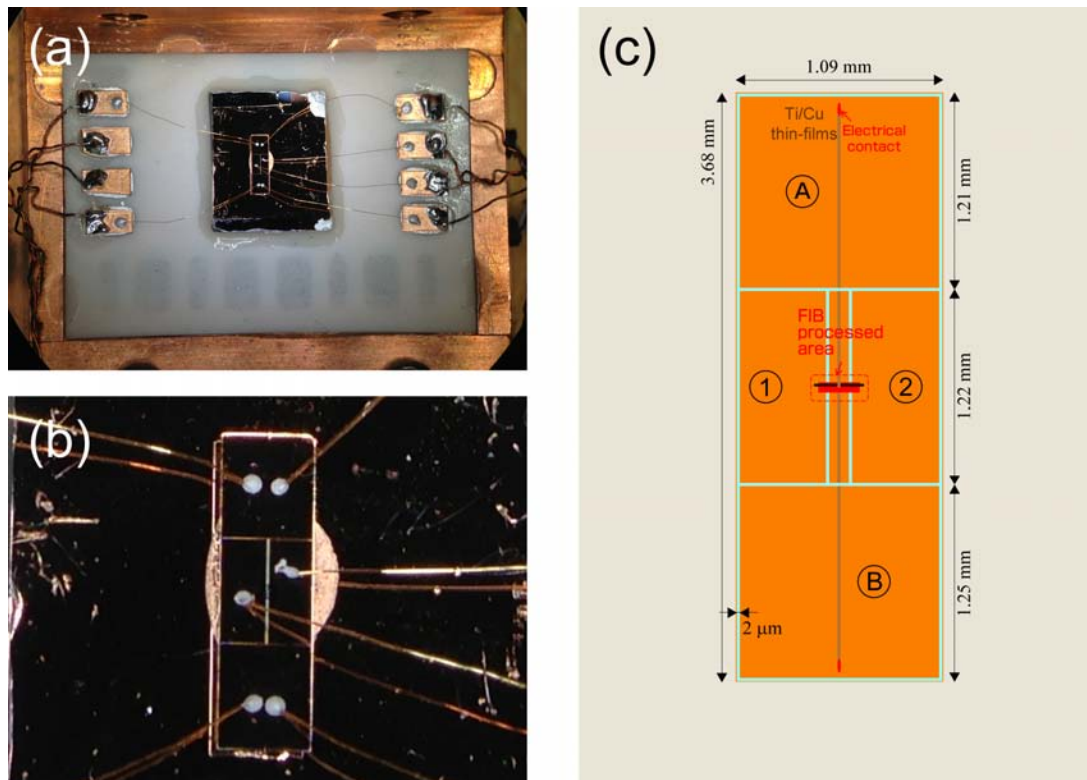 (a)
(b)
(c)
1.09 mm
3.68 mm
Ti/Cu
thin-films
Electrical
contact
A
1.21 mm
FIB
processed
area
1
2
1.22 mm
B
1.25 mm
2 μm